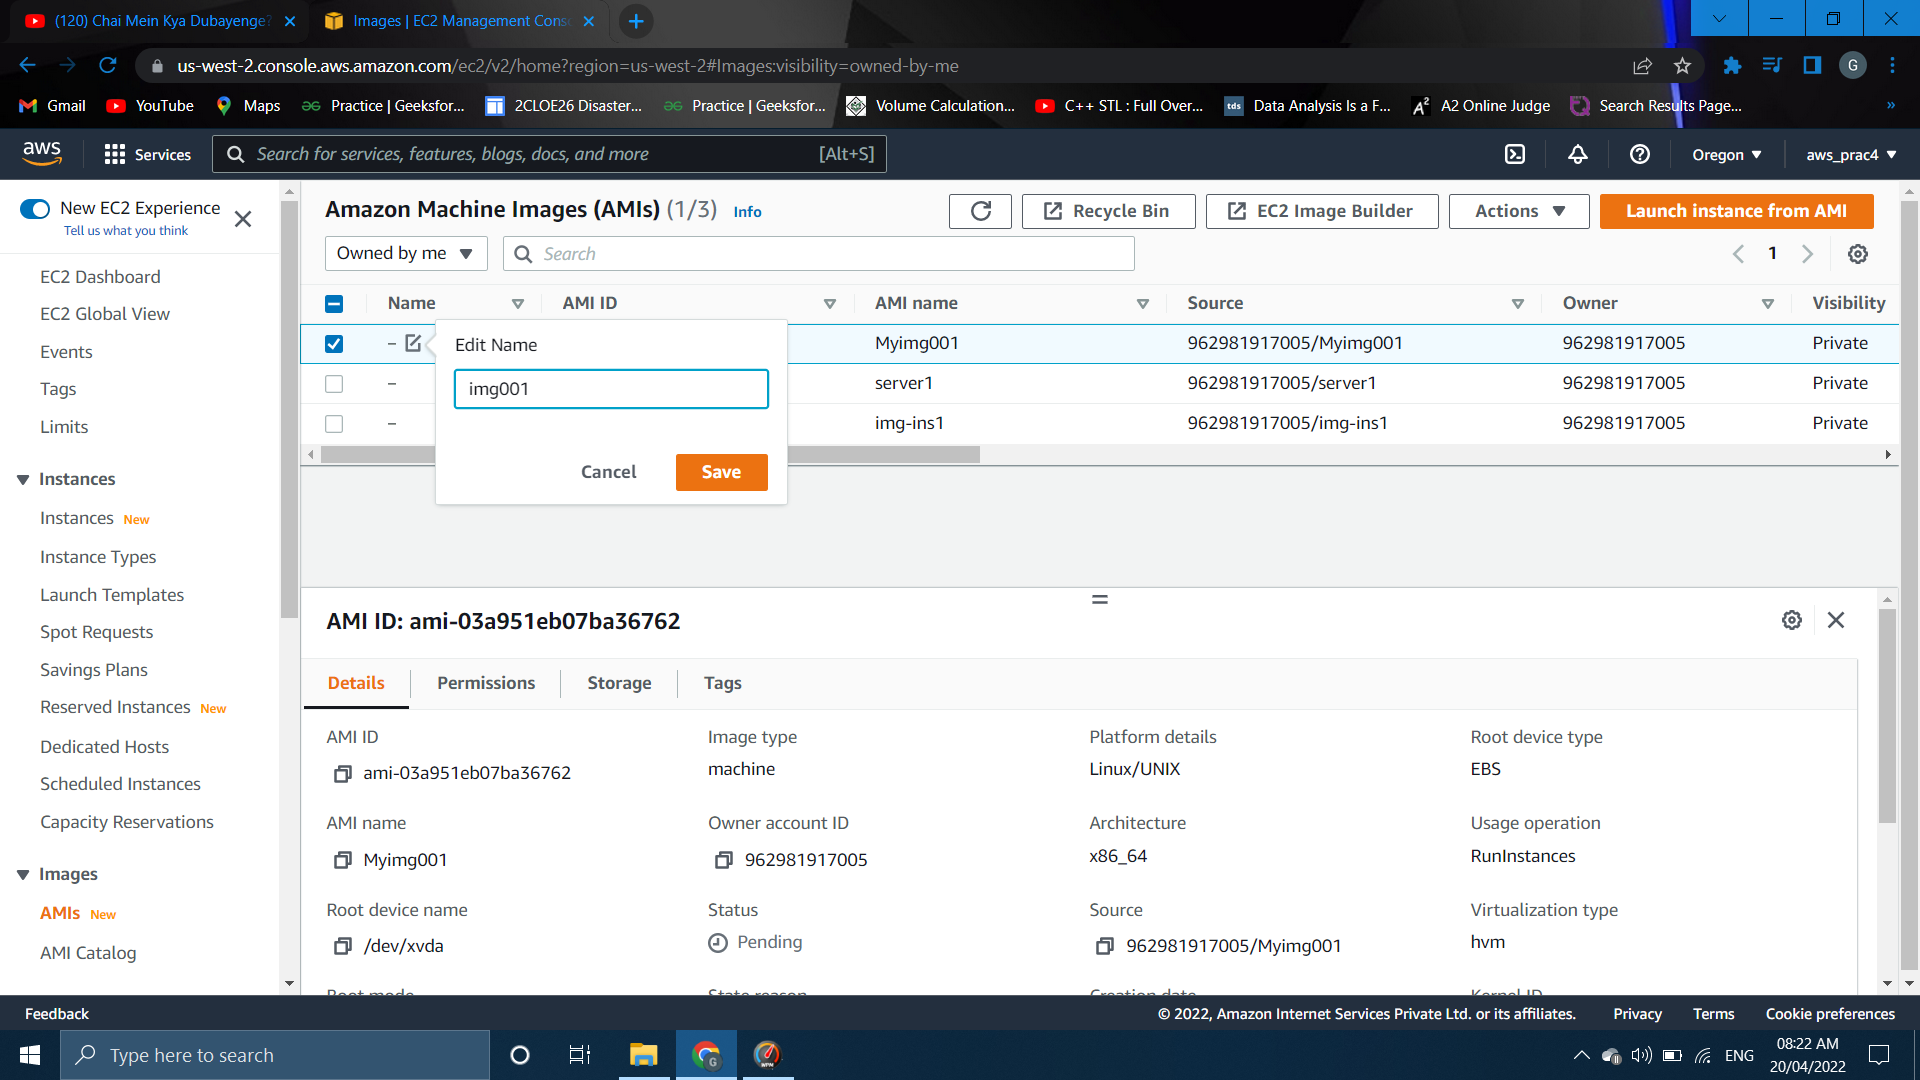 (120) Chai Mein Kya Dubayenge?
Images | EC2 Management Cons
us-west-2.console.aws.amazon.com/ec2/v2/home?region=us-west-2#Images:visibility=owned-by-me
G
Gmail
YouTube
Maps
Practice | Geeksfor...
2CLOE26 Disaster...
Practice | Geeksfor...
Volume Calculation...
C++ STL : Full Over...
tds
Data Analysis Is a F...
A2 Online Judge
Search Results Page...
»
aws
Services
Search for services, features, blogs, docs, and more
[Alt+S]
Oregon
aws_prac4
New EC2 Experience
Tell us what you think
EC2 Dashboard
EC2 Global View
Events
Tags
Limits
Instances
Instances New
Instance Types
Launch Templates
Spot Requests
Savings Plans
Reserved Instances New
Dedicated Hosts
Scheduled Instances
Capacity Reservations
Images
AMIs New
AMI Catalog
Amazon Machine Images (AMIs) (1/3) Info
Recycle Bin
EC2 Image Builder
Actions
Launch instance from AMI
Owned by me
Search
1
Name
AMI ID
AMI name
Source
Owner
Visibility
–
Myimg001
962981917005/Myimg001
962981917005
Private
–
server1
962981917005/server1
962981917005
Private
–
img-ins1
962981917005/img-ins1
962981917005
Private
Edit Name
img001
Cancel
Save
AMI ID: ami-03a951eb07ba36762
Details
Permissions
Storage
Tags
AMI ID
ami-03a951eb07ba36762
Image type
machine
Platform details
Linux/UNIX
Root device type
EBS
AMI name
Myimg001
Owner account ID
962981917005
Architecture
x86_64
Usage operation
RunInstances
Root device name
/dev/xvda
Status
Pending
Source
962981917005/Myimg001
Virtualization type
hvm
Root mode
State reason
Creation date
Kernel ID
Feedback
© 2022, Amazon Internet Services Private Ltd. or its affiliates.
Privacy
Terms
Cookie preferences
Type here to search
G
ENG
08:22 AM
20/04/2022